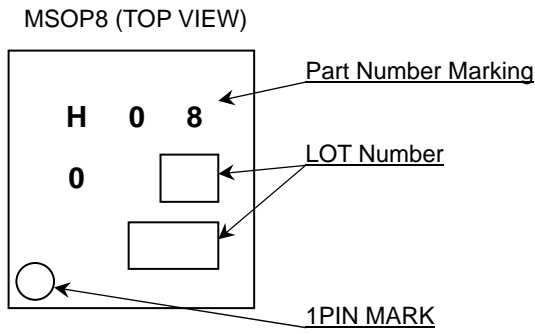 MSOP8 (TOP VIEW)
Part Number Marking
H 0 8
LOT Number
0
1PIN MARK